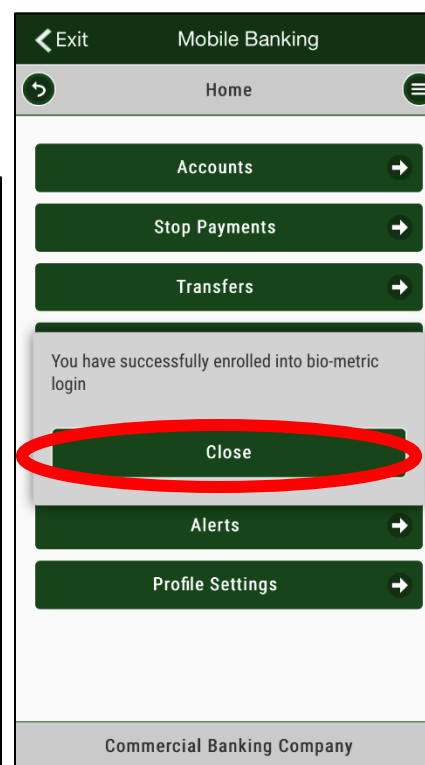 Exit Mobile Banking
Home
Accounts
Stop Payments
Transfers
You have successfully enrolled into bio-metric
login
Close
Alerts
Profile Settings
Commercial Banking Company